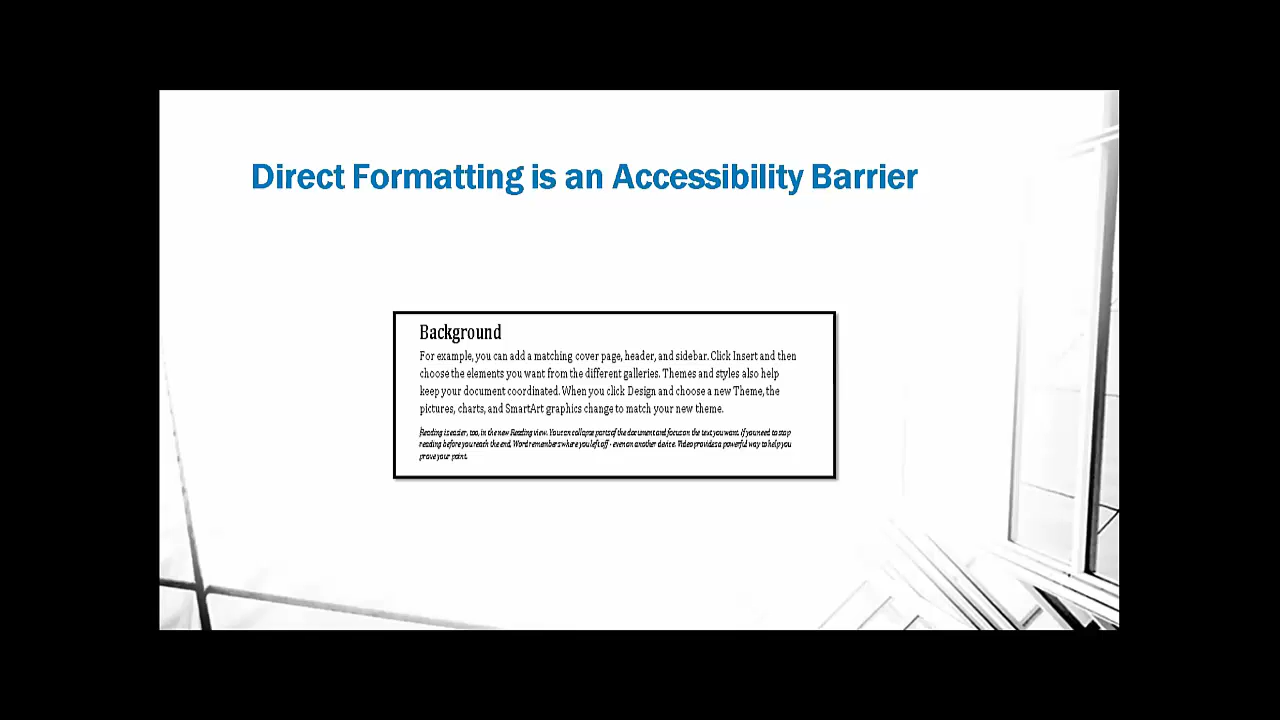 Direct Formatting is an Accessibility Barrier
Background
For example, you can add a matching cover page, header, and sidebar. Click Insert and then
choose the elements you want from the different galleries. Themes and styles also help
keep your document coordinated. When you click Design and choose a new Theme, the
pictures, charts, and SmartArt graphics change to match your new theme.
Reading is easier, too, in the new Reading view. You can collapse parts of the document and focus on the text you want. If you need to stop
reading before you reach the end, Word remembers where you left off - even on another device. Video provides a powerful way to help you
prove your point.